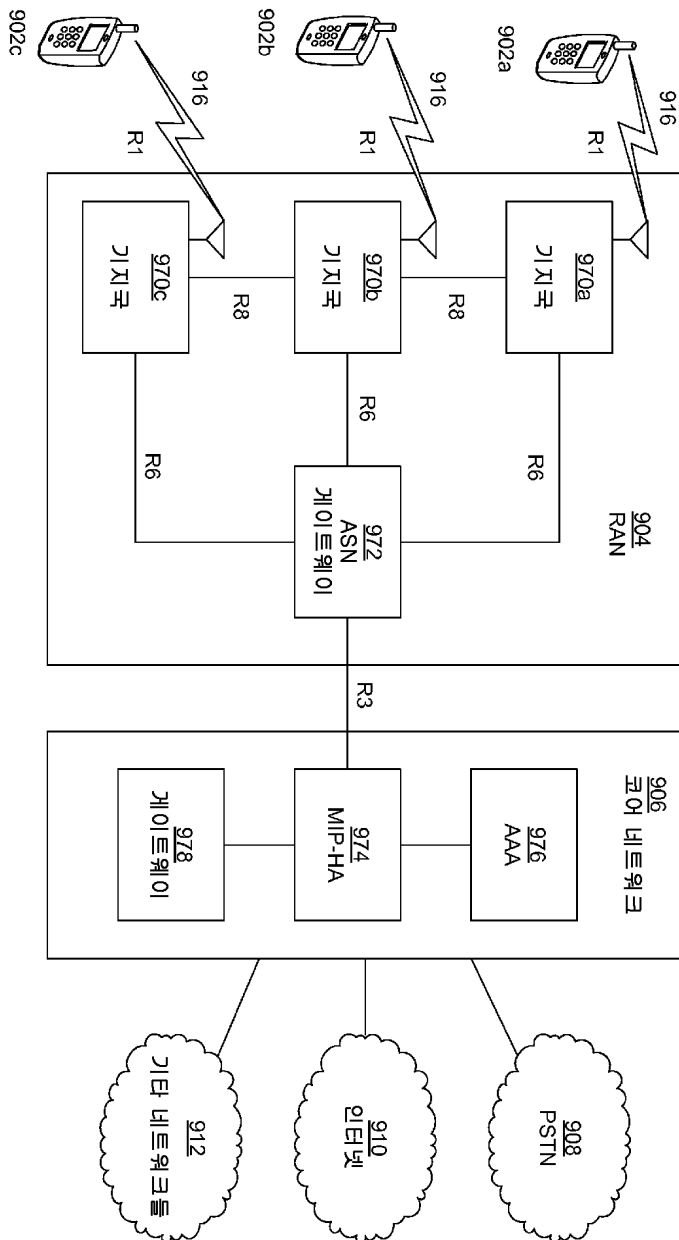 916
R1
902a
904
RAN
906
코어 네트워크
970a
기지국
R6
976
AAA
908
PSTN
R8
916
R1
902b
970b
기지국
R6
972
ASN
게이트웨이
R3
974
MIP-HA
910
인터넷
R8
916
R1
902c
970c
기지국
R6
978
게이트웨이
912
기타 네트워크들